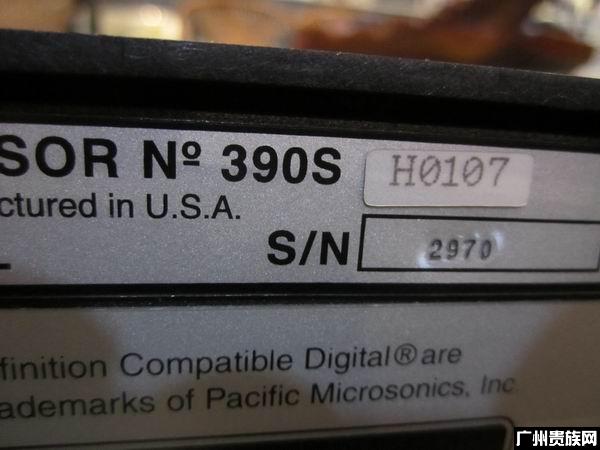 SOR Nº 390S H0107
ctured in U.S.A.
S/N 2970
finition Compatible Digital® are
ademarks of Pacific Microsonics, Inc
广州贵族网